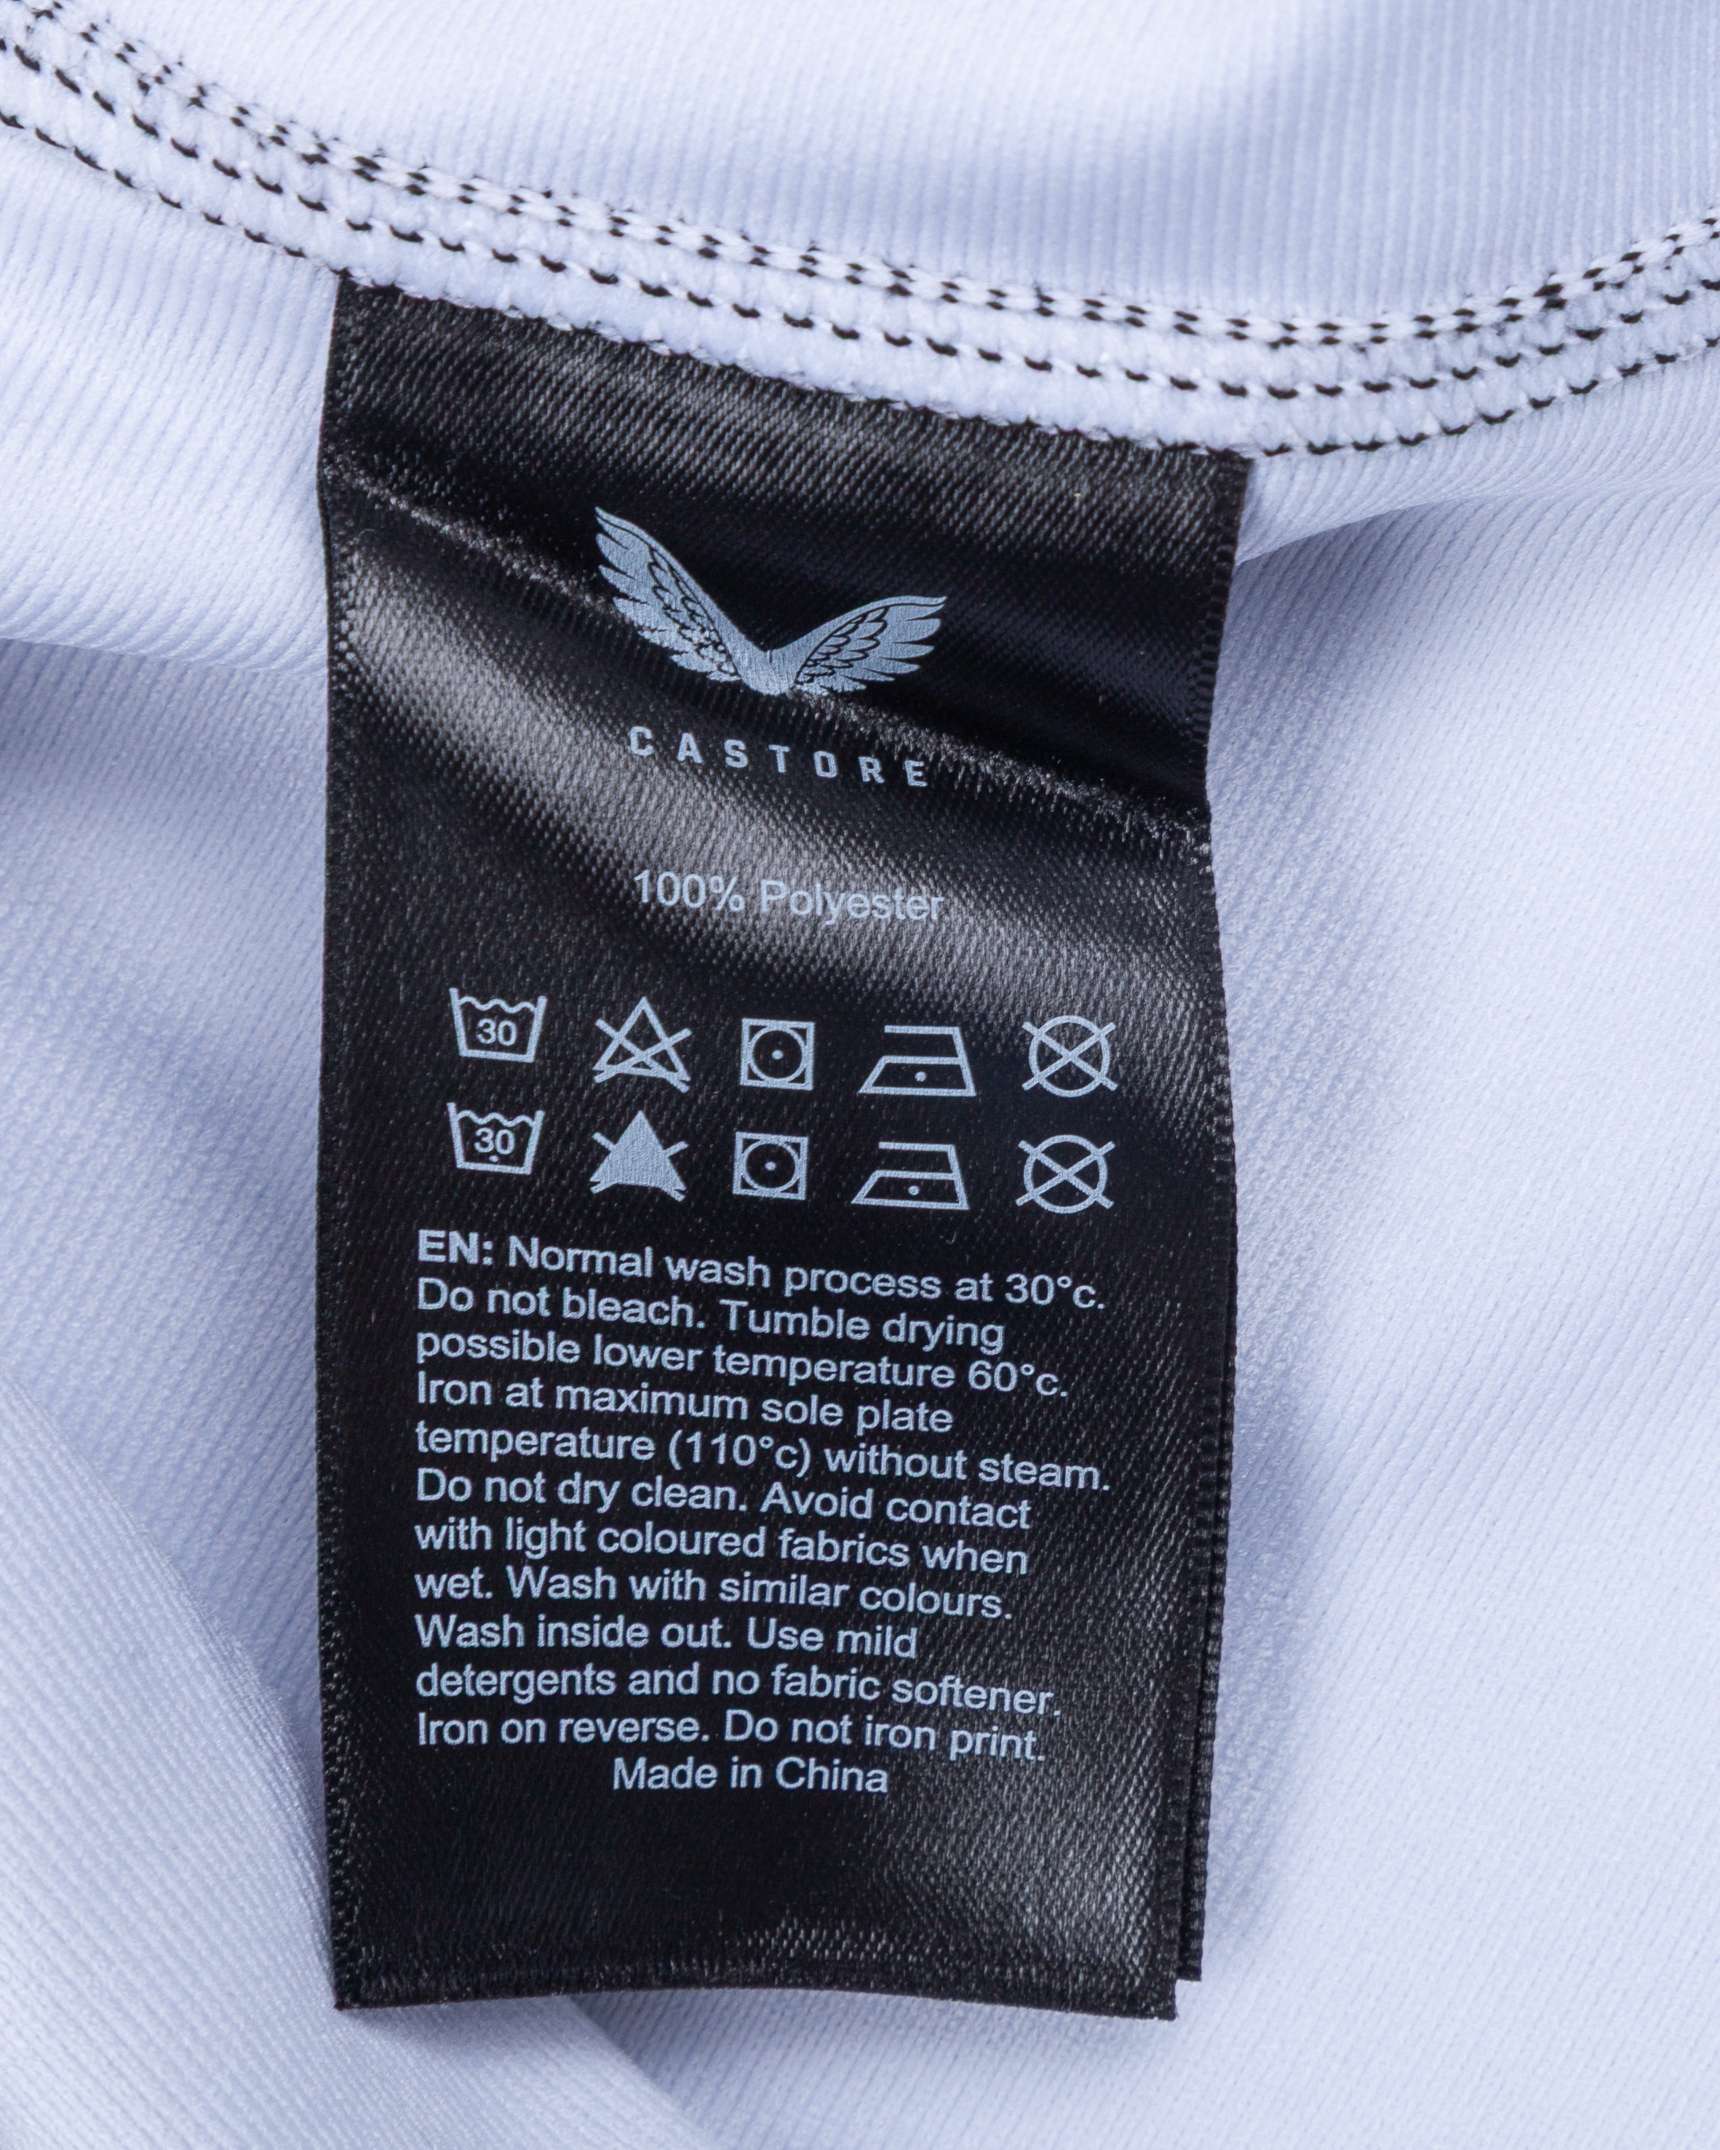 CASTORE
100% Polyester
30
30
EN: Normal wash process at 30°c.
Do not bleach. Tumble drying
possible lower temperature 60°c.
Iron at maximum sole plate
temperature (110°c) without steam.
Do not dry clean. Avoid contact
with light coloured fabrics when
wet. Wash with similar colours.
Wash inside out. Use mild
detergents and no fabric softener.
Iron on reverse. Do not iron print.
Made in China